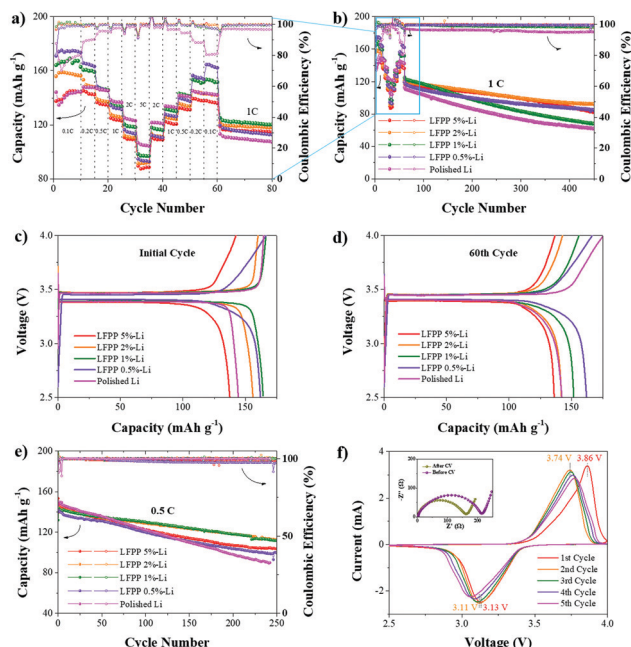 a)
200
160
120
80
0
20
40
60
80
100
80
60
40
20
0
0.1C
0.2C
0.5C
1C
2C
5C
2C
1C
0.5C
0.2C
0.1C
1C
Capacity (mAh g⁻¹)
Cycle Number
Coulombic Efficiency (%)
b)
200
160
120
80
40
0
0
100
200
300
400
100
80
60
40
20
0
1 C
LFPP 5%-Li
LFPP 2%-Li
LFPP 1%-Li
LFPP 0.5%-Li
Polished Li
Capacity (mAh g⁻¹)
Cycle Number
Coulombic Efficiency (%)
c)
4.0
3.5
3.0
2.5
0
50
75
100
125
150
175
Initial Cycle
LFPP 5%-Li
LFPP 2%-Li
LFPP 1%-Li
LFPP 0.5%-Li
Polished Li
Voltage (V)
Capacity (mAh g⁻¹)
d)
4.0
3.5
3.0
2.5
0
25
50
75
100
125
150
175
60th Cycle
LFPP 5%-Li
LFPP 2%-Li
LFPP 1%-Li
LFPP 0.5%-Li
Polished Li
Voltage (V)
Capacity (mAh g⁻¹)
e)
200
160
120
80
40
0
0
50
100
150
200
250
100
50
0
0.5 C
LFPP 5%-Li
LFPP 2%-Li
LFPP 1%-Li
LFPP 0.5%-Li
Polished Li
Capacity (mAh g⁻¹)
Cycle Number
Coulombic Efficiency (%)
f)
4
2
0
-2
2.5
3.0
3.5
4.0
3.74 V
3.86 V
3.11 V
3.13 V
After CV
Before CV
-Z'' (Ω)
Z' (Ω)
0
100
200
1st Cycle
2nd Cycle
3rd Cycle
4th Cycle
5th Cycle
Current (mA)
Voltage (V)